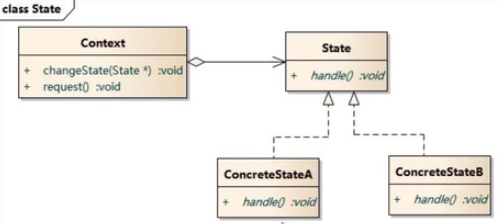 class State
Context
+ changeState(State *) :void
+ request() :void
State
+ handle() :void
ConcreteStateA
+ handle() :void
ConcreteStateB
+ handle() :void